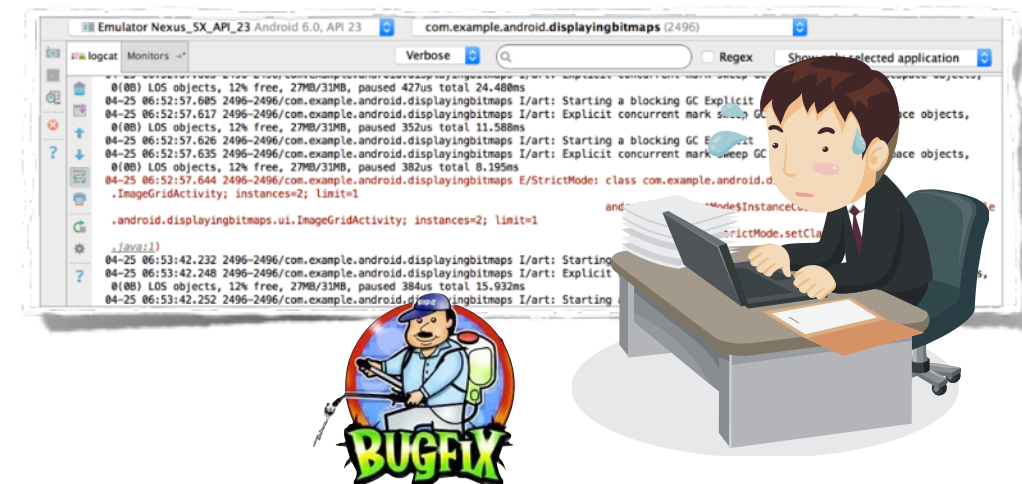 Emulator Nexus_5X_API_23 Android 6.0, API 23
com.example.android.displayingbitmaps (2496)
logcat Monitors
Verbose
Regex
Show only selected application
0(0B) LOS objects, 12% free, 27MB/31MB, paused 427us total 24.480ms
04-25 06:52:57.605 2496-2496/com.example.android.displayingbitmaps I/art: Starting a blocking GC Explicit
04-25 06:52:57.617 2496-2496/com.example.android.displayingbitmaps I/art: Explicit concurrent mark sweep GC objects,
0(0B) LOS objects, 12% free, 27MB/31MB, paused 352us total 11.588ms
04-25 06:52:57.626 2496-2496/com.example.android.displayingbitmaps I/art: Starting a blocking GC
04-25 06:52:57.635 2496-2496/com.example.android.displayingbitmaps I/art: Explicit concurrent mark sweep GC objects,
0(0B) LOS objects, 12% free, 27MB/31MB, paused 382us total 8.195ms
04-25 06:52:57.644 2496-2496/com.example.android.displayingbitmaps E/StrictMode: class com.example.android.d
.ImageGridActivity; instances=2; limit=1
.android.displayingbitmaps.ui.ImageGridActivity; instances=2; limit=1
.java:1)
04-25 06:53:42.232 2496-2496/com.example.android.displayingbitmaps I/art: Starting
04-25 06:53:42.248 2496-2496/com.example.android.displayingbitmaps I/art: Explicit
0(0B) LOS objects, 12% free, 27MB/31MB, paused 384us total 15.932ms
04-25 06:53:42.252 2496-2496/com.example.android.displayingbitmaps I/art: Starting
BUGFIX